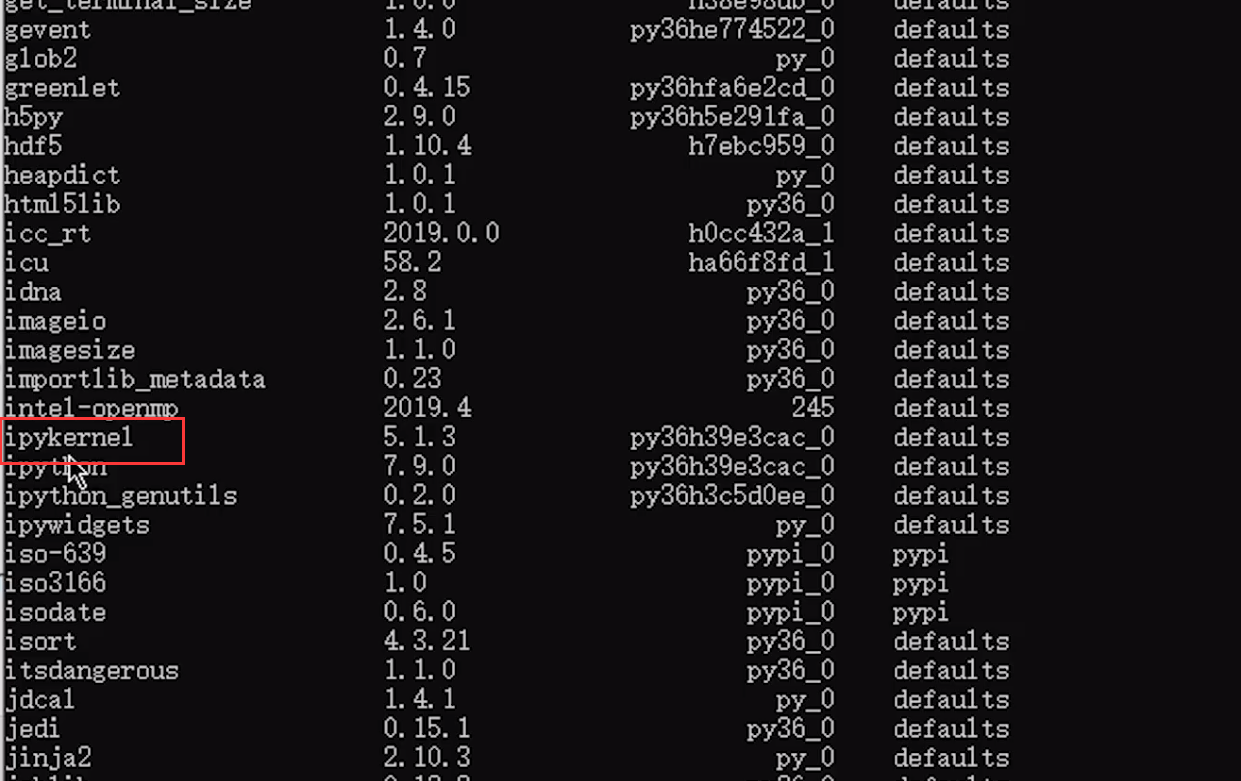 get_terminal_size 1.0.0 h38e98db_0 defaults
gevent 1.4.0 py36he774522_0 defaults
glob2 0.7 py_0 defaults
greenlet 0.4.15 py36hfa6e2cd_0 defaults
h5py 2.9.0 py36h5e291fa_0 defaults
hdf5 1.10.4 h7ebc959_0 defaults
heapdict 1.0.1 py_0 defaults
html5lib 1.0.1 py36_0 defaults
icc_rt 2019.0.0 h0cc432a_1 defaults
icu 58.2 ha66f8fd_1 defaults
idna 2.8 py36_0 defaults
imageio 2.6.1 py36_0 defaults
imagesize 1.1.0 py36_0 defaults
importlib_metadata 0.23 py36_0 defaults
intel-openmp 2019.4 245 defaults
ipykernel 5.1.3 py36h39e3cac_0 defaults
ipython 7.9.0 py36h39e3cac_0 defaults
ipython_genutils 0.2.0 py36h3c5d0ee_0 defaults
ipywidgets 7.5.1 py_0 defaults
iso-639 0.4.5 pypi_0 pypi
iso3166 1.0 pypi_0 pypi
isodate 0.6.0 pypi_0 pypi
isort 4.3.21 py36_0 defaults
itsdangerous 1.1.0 py36_0 defaults
jdcal 1.4.1 py_0 defaults
jedi 0.15.1 py36_0 defaults
jinja2 2.10.3 py_0 defaults